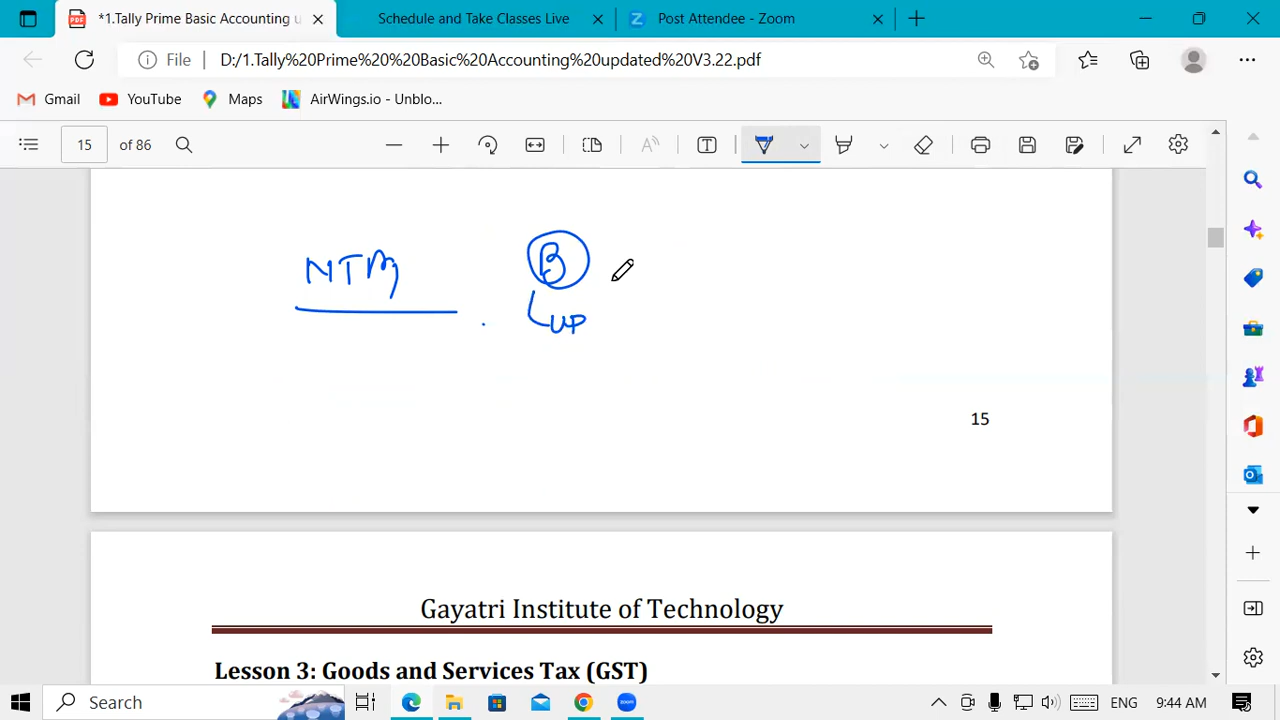 *1.Tally Prime Basic Accounting u
Schedule and Take Classes Live
Post Attendee - Zoom
File
D:/1.Tally%20Prime%20%20Basic%20Accounting%20updated%20V3.22.pdf
Gmail
YouTube
Maps
AirWings.io - Unblo...
15
of 86
B
UP
15
Gayatri Institute of Technology
Lesson 3: Goods and Services Tax (GST)
Search
ENG
9:44 AM